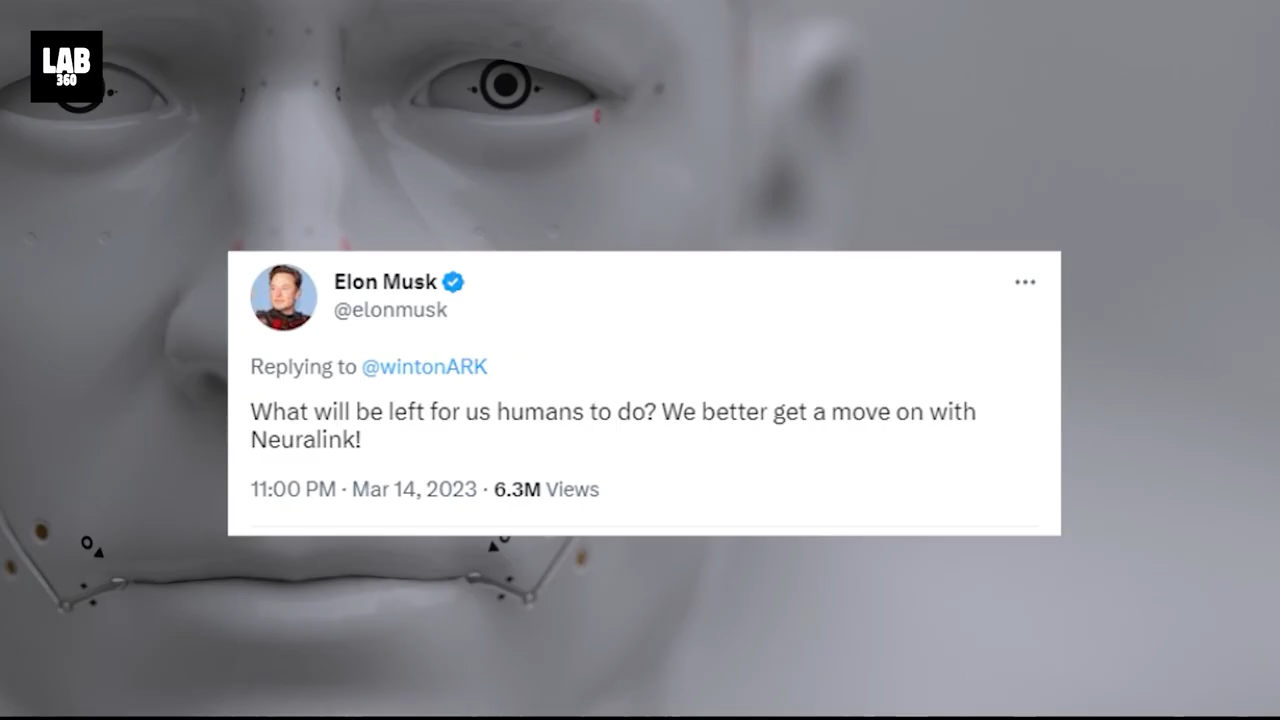 LAB
360
Elon Musk
@elonmusk
Replying to @wintonARK
What will be left for us humans to do? We better get a move on with
Neuralink!
11:00 PM · Mar 14, 2023 · 6.3M Views